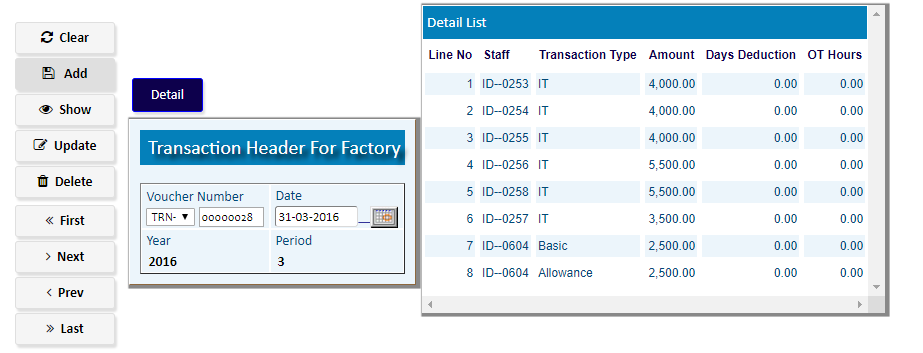 Clear
Add
Show
Update
Delete
First
Next
Prev
Last
Detail
Transaction Header For Factory
Voucher Number Date
TRN- 00000028 31-03-2016
Year Period
2016 3
Detail List
Line No Staff Transaction Type Amount Days Deduction OT Hours
1 ID--0253 IT 4,000.00 0.00 0.00
2 ID--0254 IT 4,000.00 0.00 0.00
3 ID--0255 IT 4,000.00 0.00 0.00
4 ID--0256 IT 5,500.00 0.00 0.00
5 ID--0258 IT 5,500.00 0.00 0.00
6 ID--0257 IT 3,500.00 0.00 0.00
7 ID--0604 Basic 2,500.00 0.00 0.00
8 ID--0604 Allowance 2,500.00 0.00 0.00